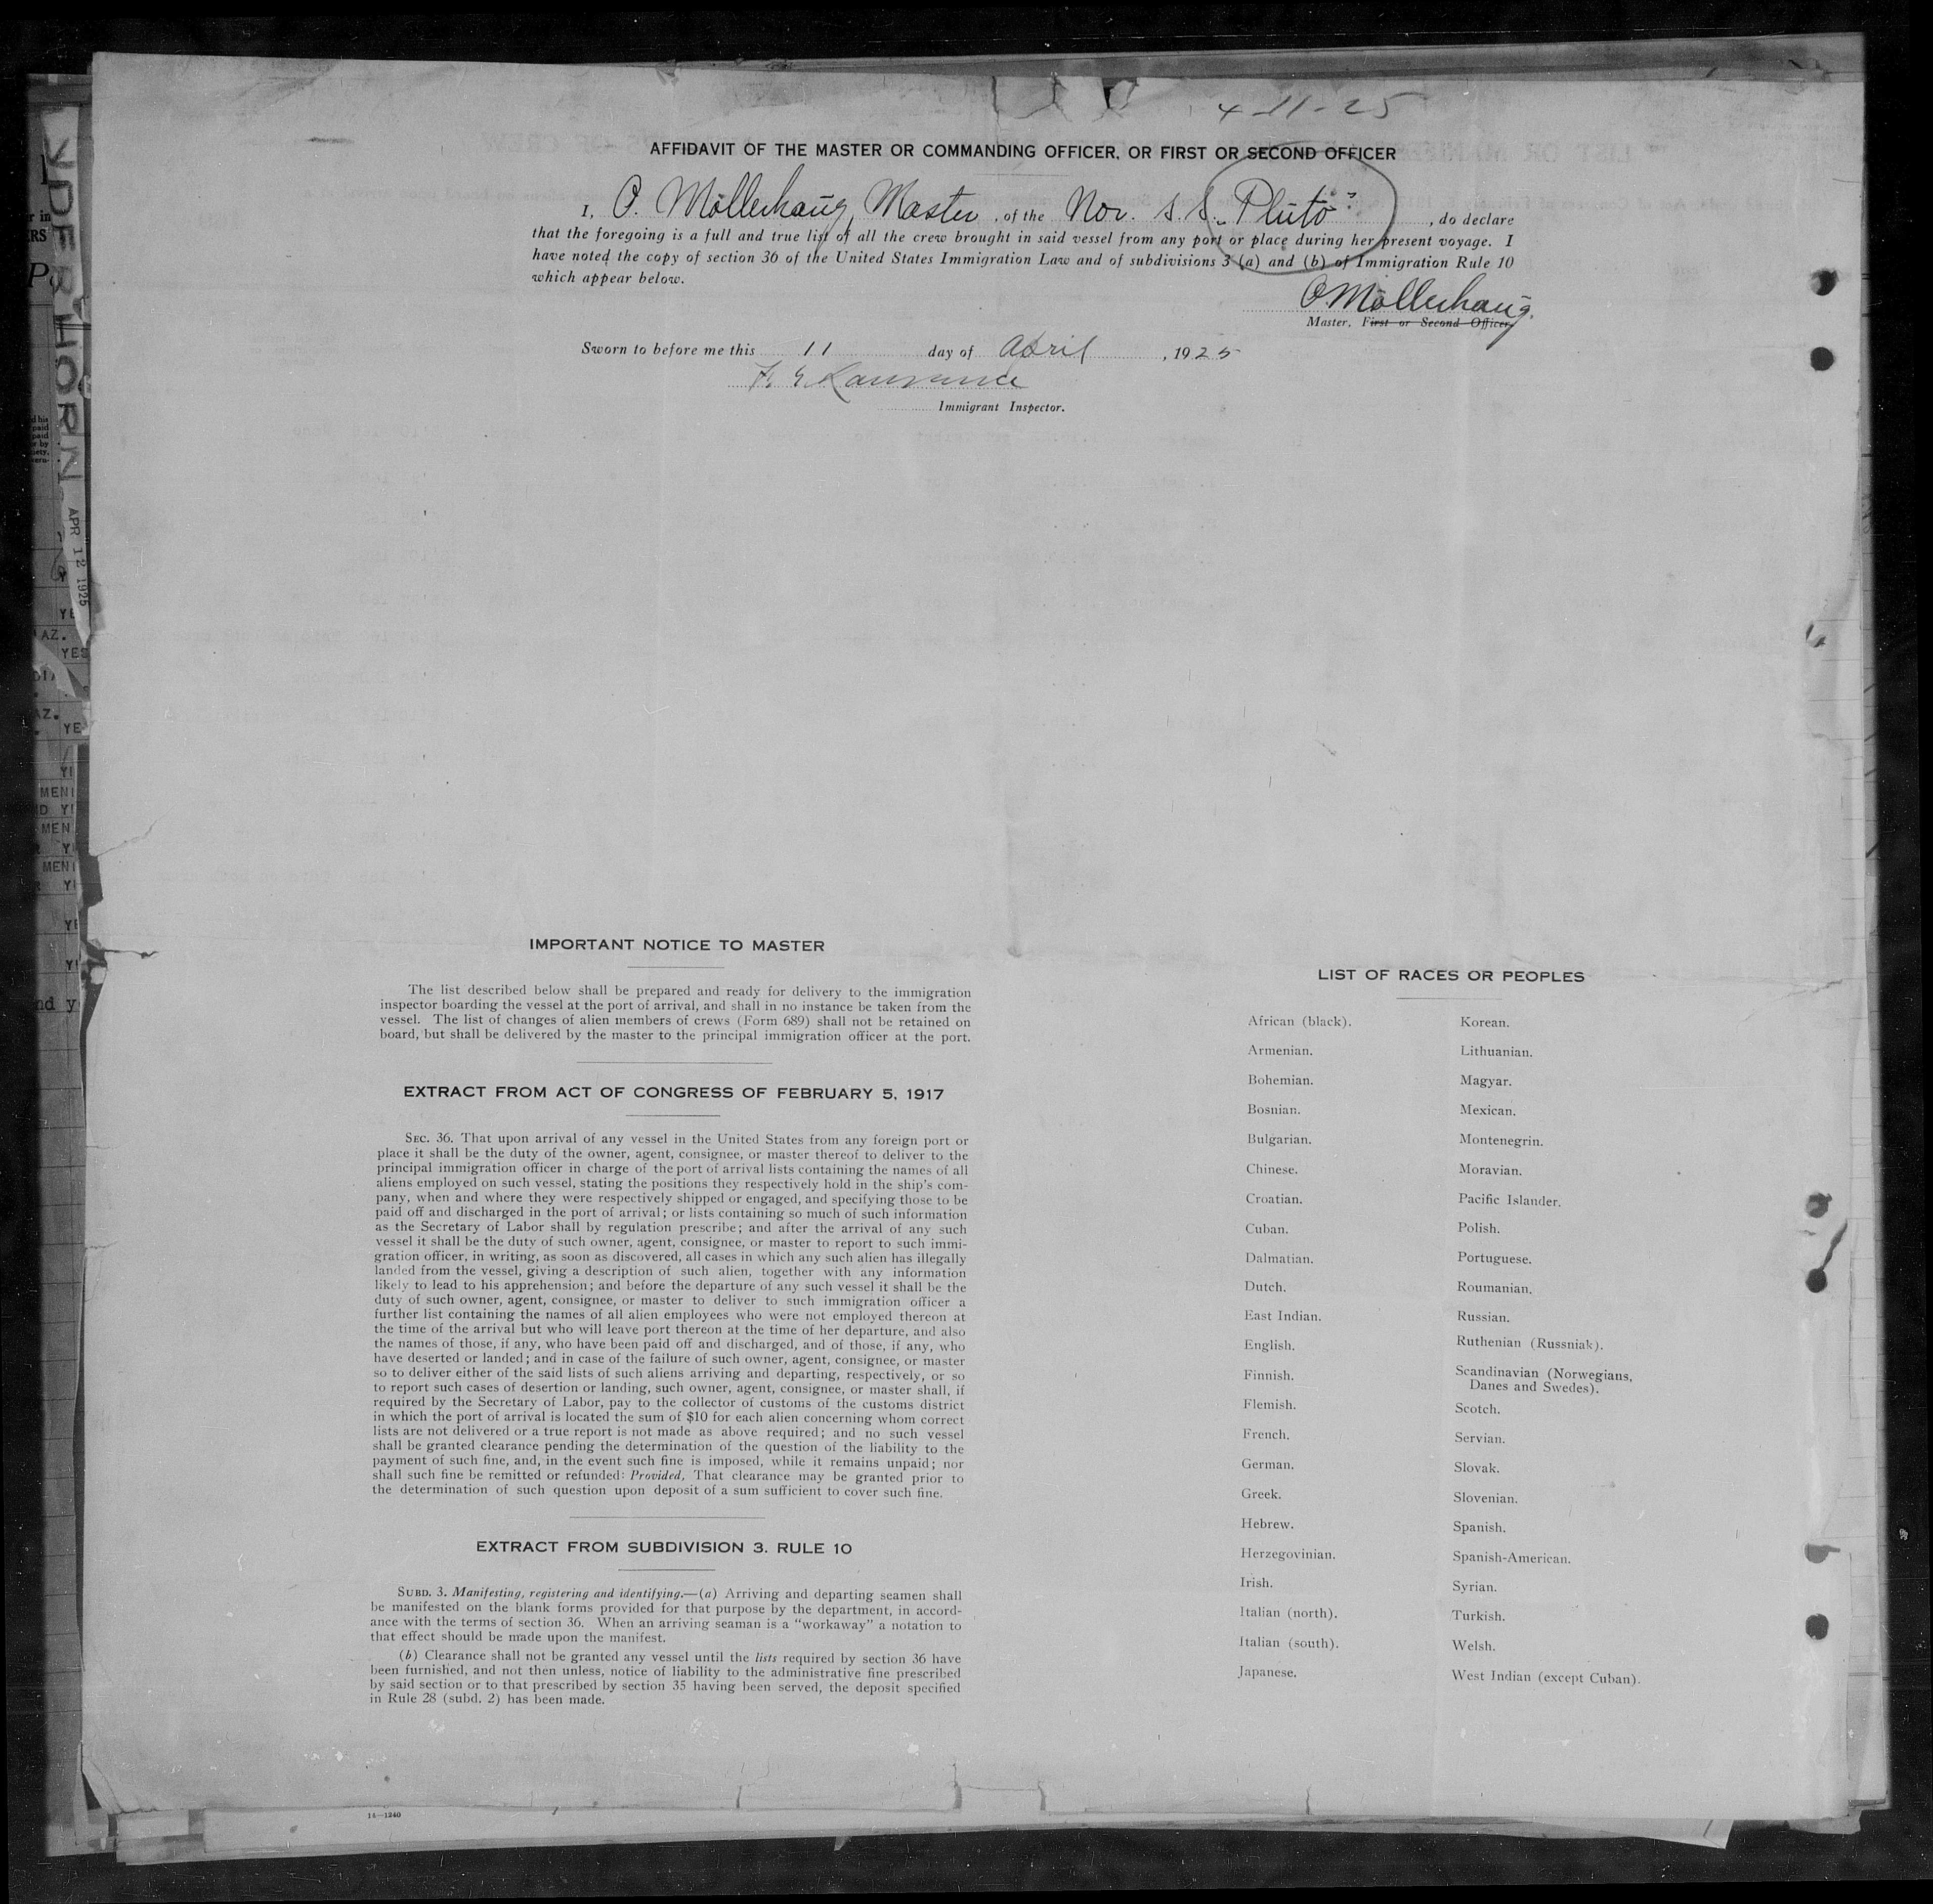 4-11-25
AFFIDAVIT OF THE MASTER OR COMMANDING OFFICER, OR FIRST OR SECOND OFFICER
I, O. Möllerhaug, Master, of the Nor. S.S. „Pluto", do declare
that the foregoing is a full and true list of all the crew brought in said vessel from any port or place during her present voyage. I
have noted the copy of section 36 of the United States Immigration Law and of subdivisions 3 (a) and (b) of Immigration Rule 10
which appear below.
O. Möllerhaug.
Master, First or Second Officer.
Sworn to before me this 11 day of April, 1925
Immigrant Inspector.
IMPORTANT NOTICE TO MASTER
The list described below shall be prepared and ready for delivery to the immigration
inspector boarding the vessel at the port of arrival, and shall in no instance be taken from the
vessel. The list of changes of alien members of crews (Form 689) shall not be retained on
board, but shall be delivered by the master to the principal immigration officer at the port.
EXTRACT FROM ACT OF CONGRESS OF FEBRUARY 5, 1917
SEC. 36. That upon arrival of any vessel in the United States from any foreign port or
place it shall be the duty of the owner, agent, consignee, or master thereof to deliver to the
principal immigration officer in charge of the port of arrival lists containing the names of all
aliens employed on such vessel, stating the positions they respectively hold in the ship's com-
pany, when and where they were respectively shipped or engaged, and specifying those to be
paid off and discharged in the port of arrival; or lists containing so much of such information
as the Secretary of Labor shall by regulation prescribe; and after the arrival of any such
vessel it shall be the duty of such owner, agent, consignee, or master to report to such immi-
gration officer, in writing, as soon as discovered, all cases in which any such alien has illegally
landed from the vessel, giving a description of such alien, together with any information
likely to lead to his apprehension; and before the departure of any such vessel it shall be the
duty of such owner, agent, consignee, or master to deliver to such immigration officer a
further list containing the names of all alien employees who were not employed thereon at
the time of the arrival but who will leave port thereon at the time of her departure, and also
the names of those, if any, who have been paid off and discharged, and of those, if any, who
have deserted or landed; and in case of the failure of such owner, agent, consignee, or master
so to deliver either of the said lists of such aliens arriving and departing, respectively, or so
to report such cases of desertion or landing, such owner, agent, consignee, or master shall, if
required by the Secretary of Labor, pay to the collector of customs of the customs district
in which the port of arrival is located the sum of $10 for each alien concerning whom correct
lists are not delivered or a true report is not made as above required; and no such vessel
shall be granted clearance pending the determination of the question of the liability to the
payment of such fine, and, in the event such fine is imposed, while it remains unpaid; nor
shall such fine be remitted or refunded: Provided, That clearance may be granted prior to
the determination of such question upon deposit of a sum sufficient to cover such fine.
EXTRACT FROM SUBDIVISION 3. RULE 10
SUBD. 3. Manifesting, registering and identifying.—(a) Arriving and departing seamen shall
be manifested on the blank forms provided for that purpose by the department, in accord-
ance with the terms of section 36. When an arriving seaman is a "workaway" a notation to
that effect should be made upon the manifest.
(b) Clearance shall not be granted any vessel until the lists required by section 36 have
been furnished, and not then unless, notice of liability to the administrative fine prescribed
by said section or to that prescribed by section 35 having been served, the deposit specified
in Rule 28 (subd. 2) has been made.
14—1240
LIST OF RACES OR PEOPLES
African (black).
Armenian.
Bohemian.
Bosnian.
Bulgarian.
Chinese.
Croatian.
Cuban.
Dalmatian.
Dutch.
East Indian.
English.
Finnish.
Flemish.
French.
German.
Greek.
Hebrew.
Herzegovinian.
Irish.
Italian (north).
Italian (south).
Japanese.
Korean.
Lithuanian.
Magyar.
Mexican.
Montenegrin.
Moravian.
Pacific Islander.
Polish.
Portuguese.
Roumanian.
Russian.
Ruthenian (Russniak).
Scandinavian (Norwegians,
Danes and Swedes).
Scotch.
Servian.
Slovak.
Slovenian.
Spanish.
Spanish-American.
Syrian.
Turkish.
Welsh.
West Indian (except Cuban).
APR 12 1925